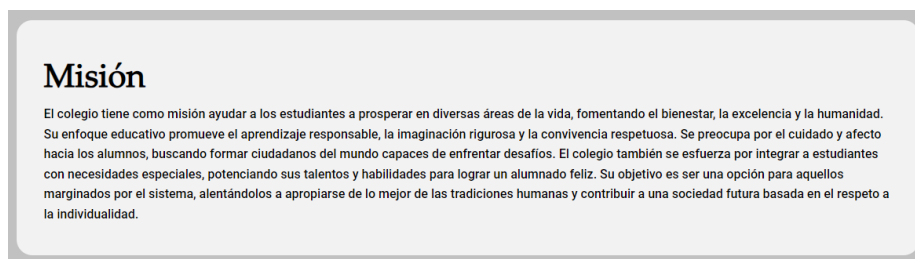 Misión
El colegio tiene como misión ayudar a los estudiantes a prosperar en diversas áreas de la vida, fomentando el bienestar, la excelencia y la humanidad.
Su enfoque educativo promueve el aprendizaje responsable, la imaginación rigurosa y la convivencia respetuosa. Se preocupa por el cuidado y afecto
hacia los alumnos, buscando formar ciudadanos del mundo capaces de enfrentar desafíos. El colegio también se esfuerza por integrar a estudiantes
con necesidades especiales, potenciando sus talentos y habilidades para lograr un alumnado feliz. Su objetivo es ser una opción para aquellos
marginados por el sistema, alentándolos a apropiarse de lo mejor de las tradiciones humanas y contribuir a una sociedad futura basada en el respeto a
la individualidad.